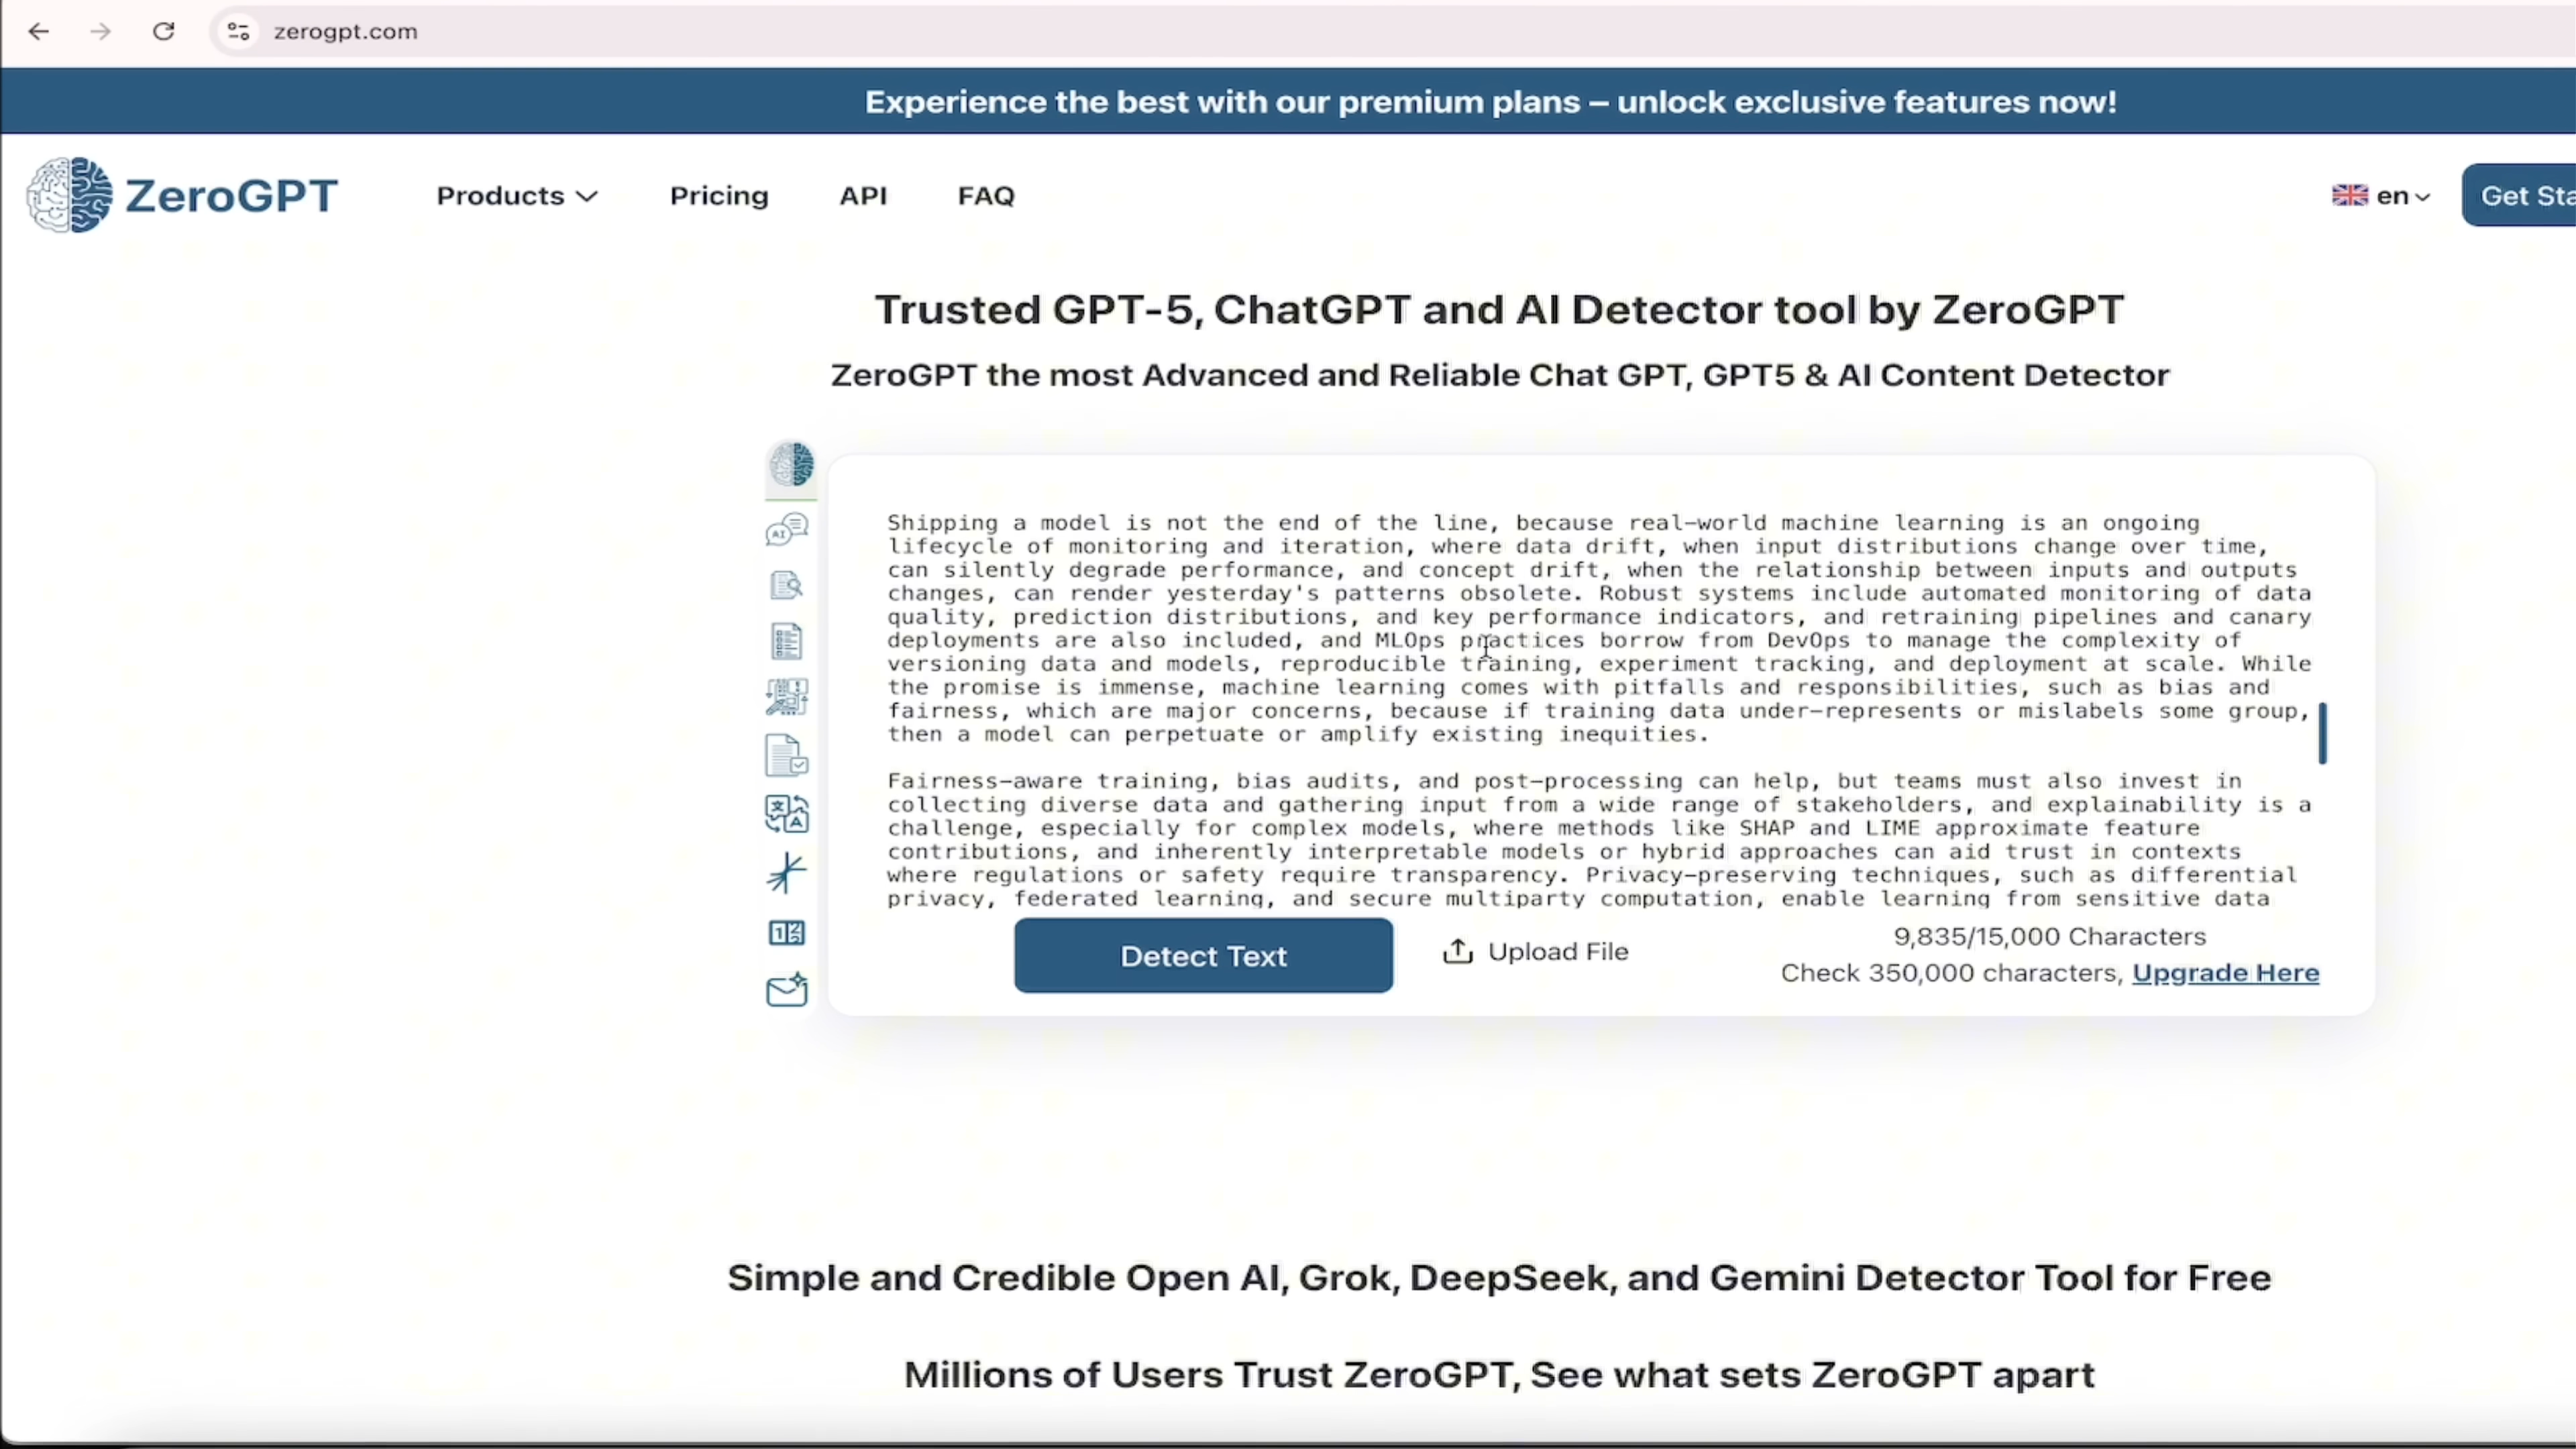 zerogpt.com
Experience the best with our premium plans – unlock exclusive features now!
ZeroGPT
Products
Pricing
API
FAQ
en
Get Sta
Trusted GPT-5, ChatGPT and AI Detector tool by ZeroGPT
ZeroGPT the most Advanced and Reliable Chat GPT, GPT5 & AI Content Detector
Shipping a model is not the end of the line, because real-world machine learning is an ongoing
lifecycle of monitoring and iteration, where data drift, when input distributions change over time,
can silently degrade performance, and concept drift, when the relationship between inputs and outputs
changes, can render yesterday's patterns obsolete. Robust systems include automated monitoring of data
quality, prediction distributions, and key performance indicators, and retraining pipelines and canary
deployments are also included, and MLOps practices borrow from DevOps to manage the complexity of
versioning data and models, reproducible training, experiment tracking, and deployment at scale. While
the promise is immense, machine learning comes with pitfalls and responsibilities, such as bias and
fairness, which are major concerns, because if training data under-represents or mislabels some group,
then a model can perpetuate or amplify existing inequities.
Fairness-aware training, bias audits, and post-processing can help, but teams must also invest in
collecting diverse data and gathering input from a wide range of stakeholders, and explainability is a
challenge, especially for complex models, where methods like SHAP and LIME approximate feature
contributions, and inherently interpretable models or hybrid approaches can aid trust in contexts
where regulations or safety require transparency. Privacy-preserving techniques, such as differential
privacy, federated learning, and secure multiparty computation, enable learning from sensitive data
Detect Text
Upload File
9,835/15,000 Characters
Check 350,000 characters, Upgrade Here
Simple and Credible Open AI, Grok, DeepSeek, and Gemini Detector Tool for Free
Millions of Users Trust ZeroGPT, See what sets ZeroGPT apart